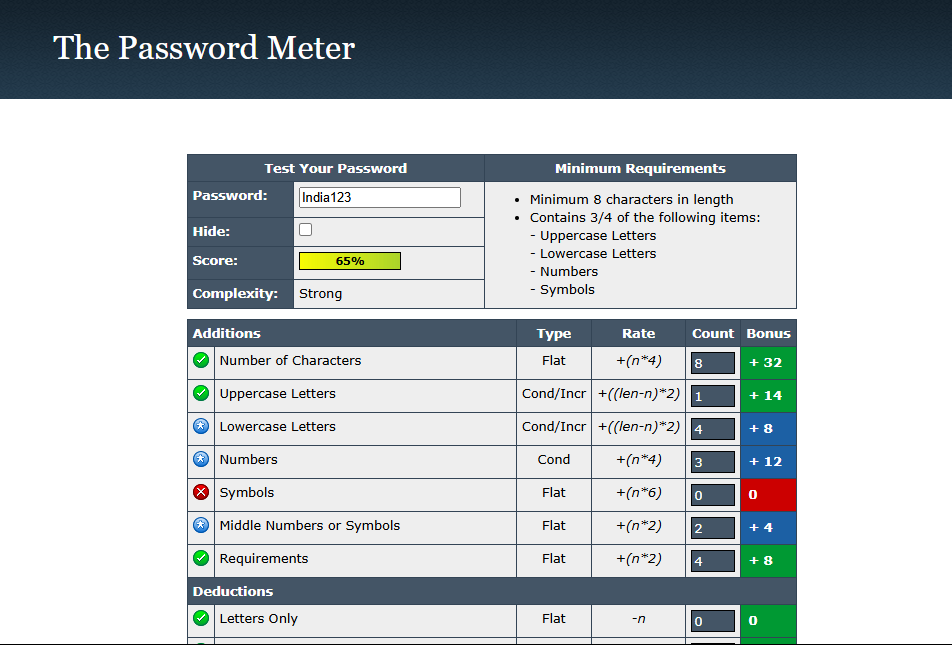 The Password Meter
Test Your Password Minimum Requirements
Password: India123
Hide:
Score: 65%
Complexity: Strong
• Minimum 8 characters in length
• Contains 3/4 of the following items:
- Uppercase Letters
- Lowercase Letters
- Numbers
- Symbols
Additions Type Rate Count Bonus
Number of Characters Flat +(n*4) 8 + 32
Uppercase Letters Cond/Incr +((len-n)*2) 1 + 14
Lowercase Letters Cond/Incr +((len-n)*2) 4 + 8
Numbers Cond +(n*4) 3 + 12
Symbols Flat +(n*6) 0 0
Middle Numbers or Symbols Flat +(n*2) 2 + 4
Requirements Flat +(n*2) 4 + 8
Deductions
Letters Only Flat -n 0 0